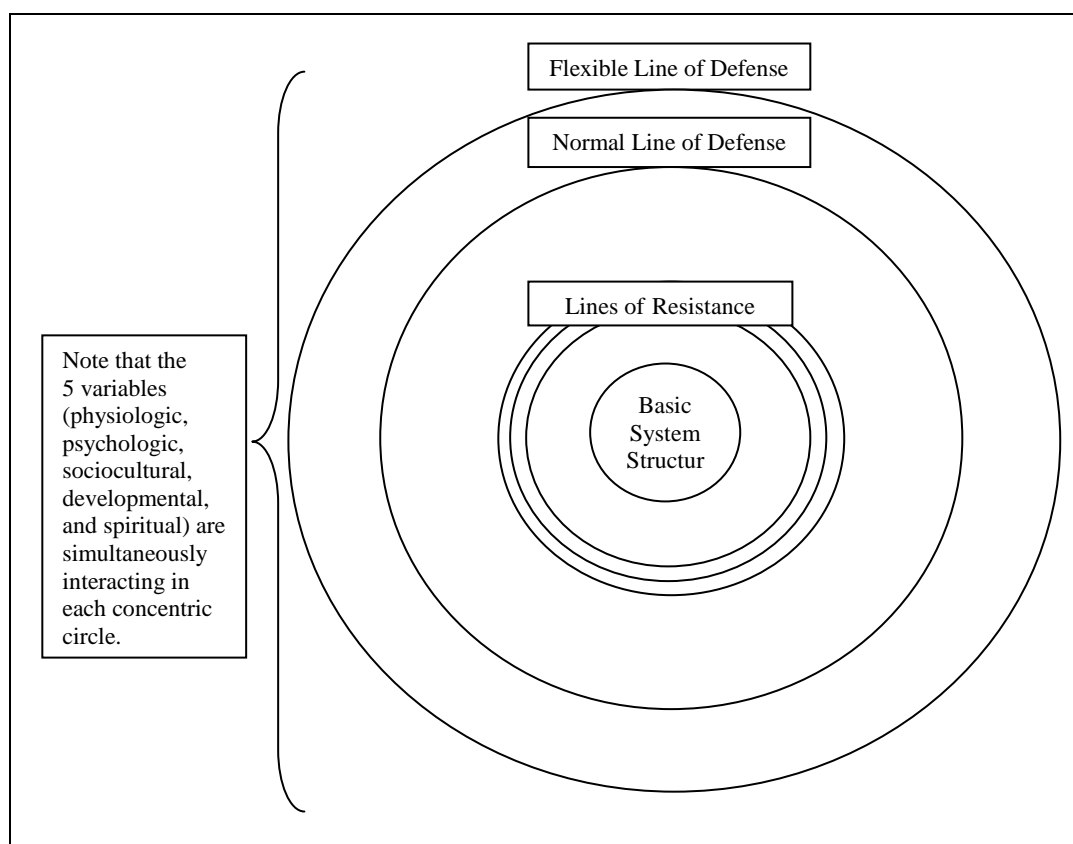 Flexible Line of Defense
Normal Line of Defense
Lines of Resistance
Basic
System
Structur
Note that the
5 variables
(physiologic,
psychologic,
sociocultural,
developmental,
and spiritual) are
simultaneously
interacting in
each concentric
circle.